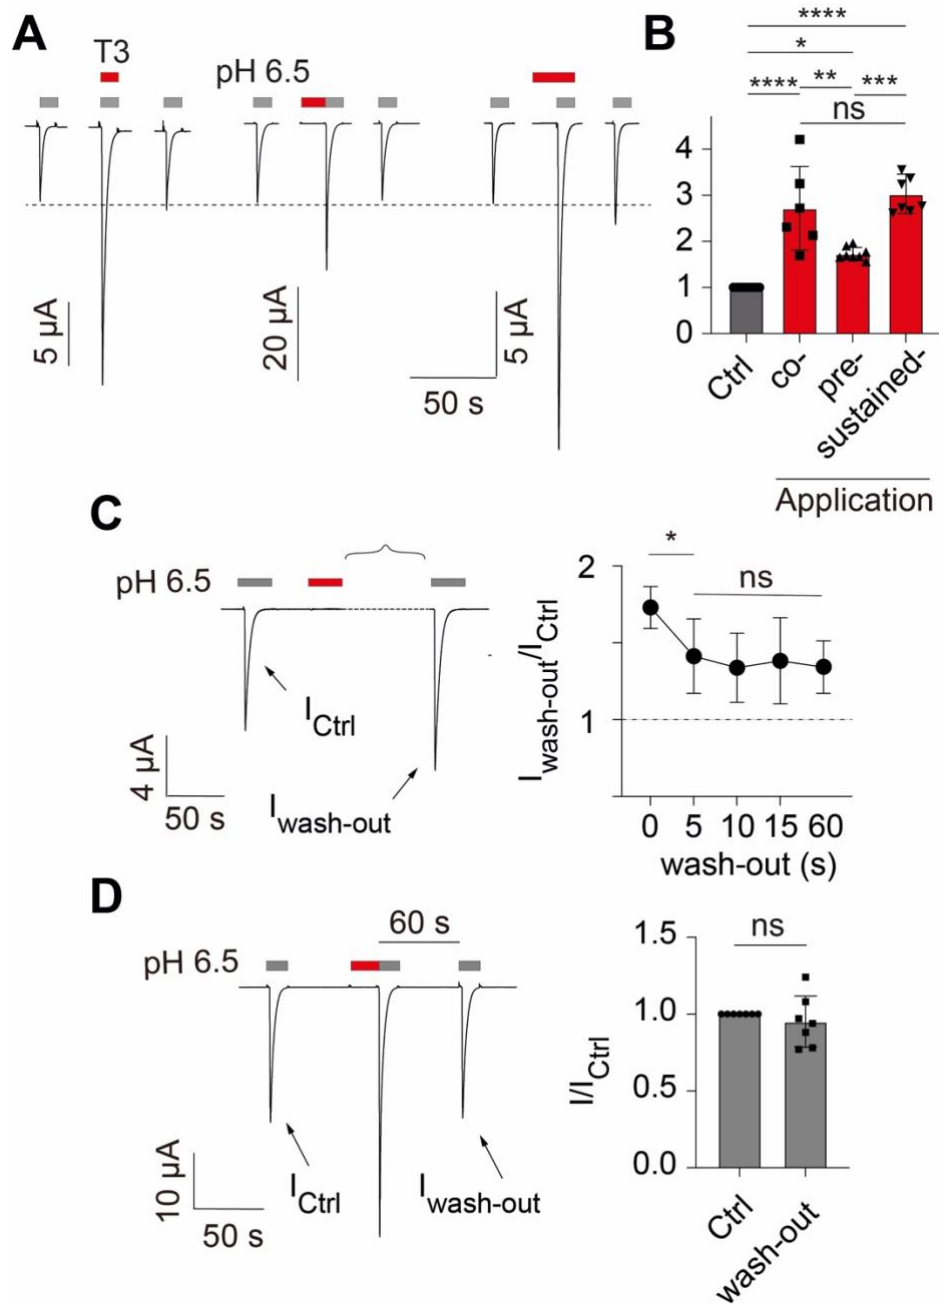 A
T3
pH 6.5
5 µA
20 µA
5 µA
50 s
B
****
*
**** ** ***
ns
4
3
2
1
0
Ctrl
co-
pre-
sustained-
Application
C
pH 6.5
I Ctrl
I wash-out
4 µA
50 s
I wash-out/I Ctrl
*
ns
2
1
0 5 10 15 60
wash-out (s)
D
60 s
pH 6.5
I Ctrl
I wash-out
10 µA
50 s
I/I Ctrl
ns
1.5
1.0
0.5
0.0
Ctrl
wash-out